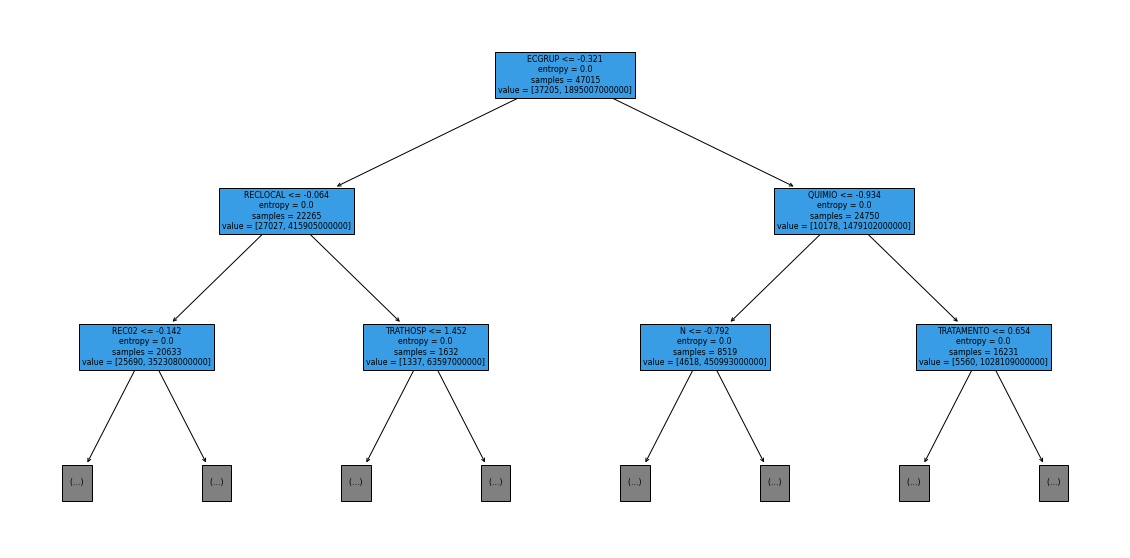 ECGRUP <= -0.321
entropy = 0.0
samples = 47015
value = [37205, 1895007000000]
RECLOCAL <= -0.064
entropy = 0.0
samples = 22265
value = [27027, 415905000000]
QUIMIO <= -0.934
entropy = 0.0
samples = 24750
value = [10178, 1479102000000]
REC02 <= -0.142
entropy = 0.0
samples = 20633
value = [25690, 352308000000]
TRATHOSP <= 1.452
entropy = 0.0
samples = 1632
value = [1337, 63597000000]
N <= -0.792
entropy = 0.0
samples = 8519
value = [4618, 450993000000]
TRATAMENTO <= 0.654
entropy = 0.0
samples = 16231
value = [5560, 1028109000000]
(...)
(...)
(...)
(...)
(...)
(...)
(...)
(...)